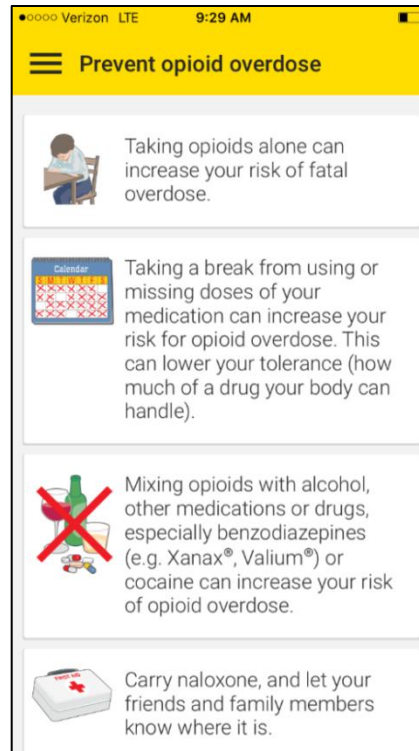 Verizon LTE 9:29 AM
Prevent opioid overdose
Taking opioids alone can
increase your risk of fatal
overdose.
Calendar
S M T W T F S
Taking a break from using or
missing doses of your
medication can increase your
risk for opioid overdose. This
can lower your tolerance (how
much of a drug your body can
handle).
Mixing opioids with alcohol,
other medications or drugs,
especially benzodiazepines
(e.g. Xanax®, Valium®) or
cocaine can increase your risk
of opioid overdose.
FIRST AID
Carry naloxone, and let your
friends and family members
know where it is.